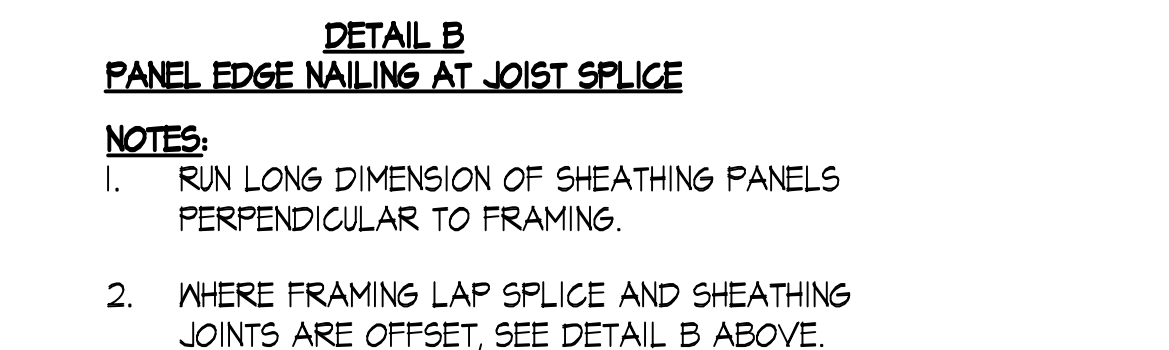 DETAIL B
PANEL EDGE NAILING AT JOIST SPLICE
NOTES:
1. RUN LONG DIMENSION OF SHEATHING PANELS
PERPENDICULAR TO FRAMING.
2. WHERE FRAMING LAP SPLICE AND SHEATHING
JOINTS ARE OFFSET, SEE DETAIL B ABOVE.